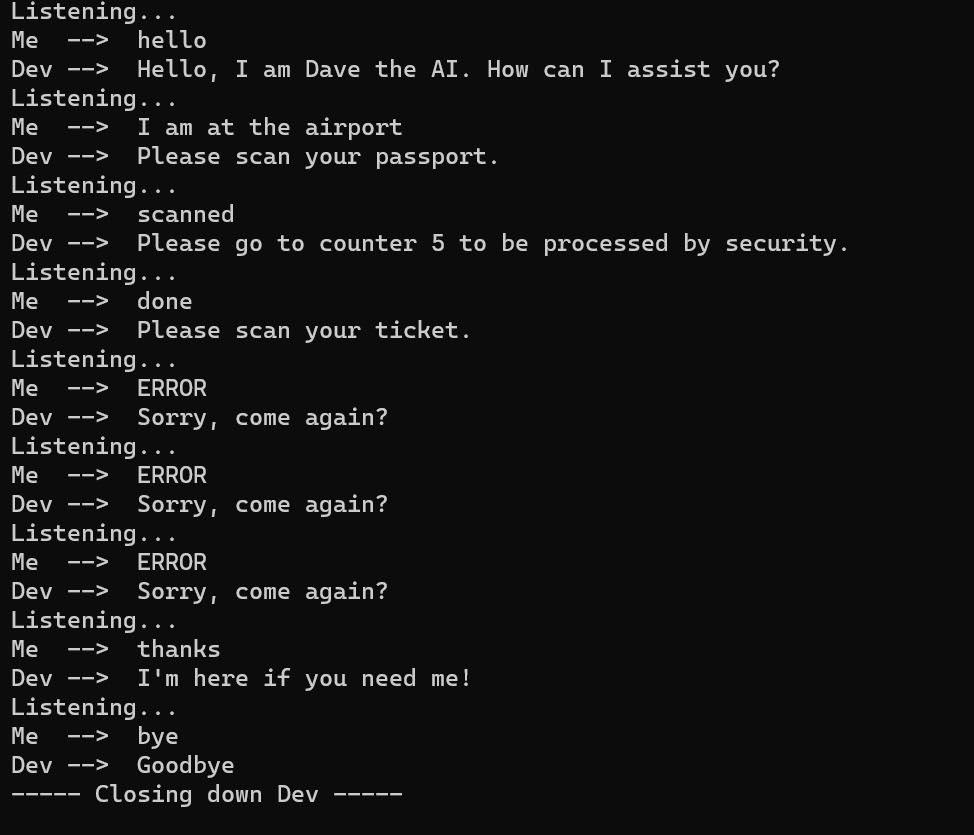 Listening...
Me  -->  hello
Dev -->  Hello, I am Dave the AI. How can I assist you?
Listening...
Me  -->  I am at the airport
Dev -->  Please scan your passport.
Listening...
Me  -->  scanned
Dev -->  Please go to counter 5 to be processed by security.
Listening...
Me  -->  done
Dev -->  Please scan your ticket.
Listening...
Me  -->  ERROR
Dev -->  Sorry, come again?
Listening...
Me  -->  ERROR
Dev -->  Sorry, come again?
Listening...
Me  -->  ERROR
Dev -->  Sorry, come again?
Listening...
Me  -->  thanks
Dev -->  I'm here if you need me!
Listening...
Me  -->  bye
Dev -->  Goodbye
----- Closing down Dev -----